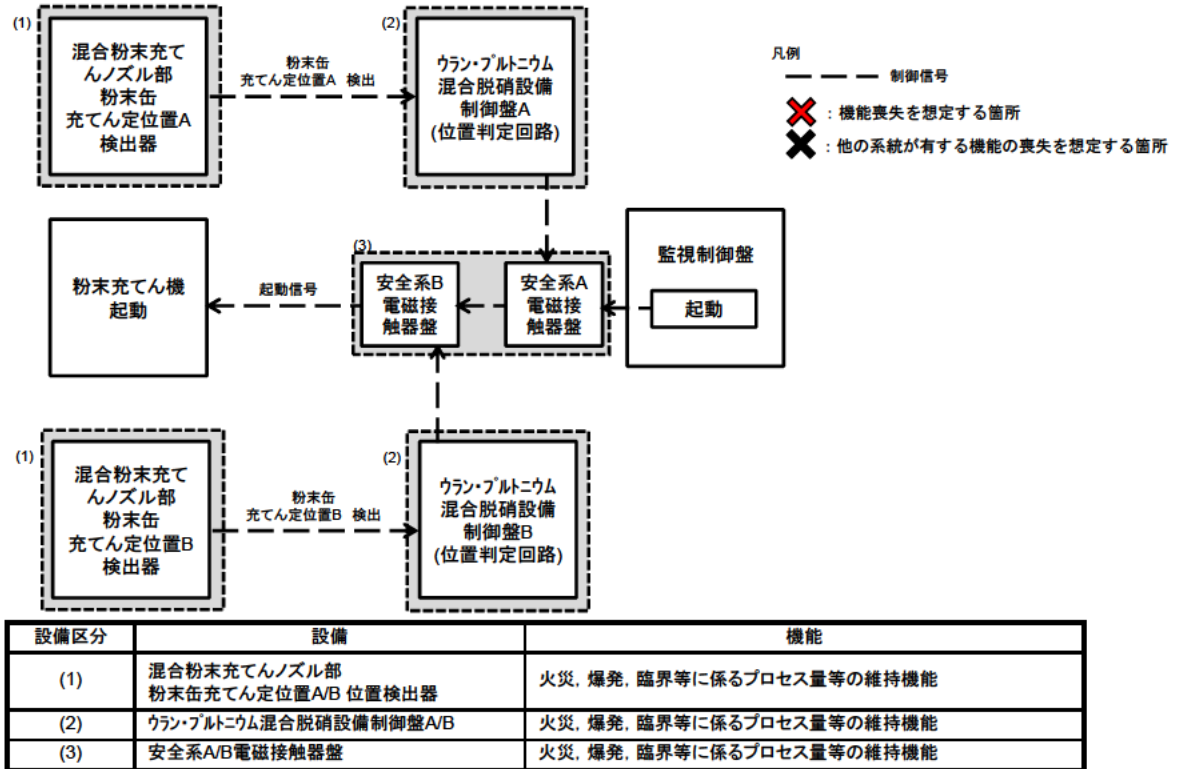 (1)
混合粉末充て
んノズル部
粉末缶
充てん定位置A
検出器
粉末缶
充てん定位置A 検出
(2)
ウラン・プルトニウム
混合脱硝設備
制御盤A
(位置判定回路)
凡例
制御信号
：機能喪失を想定する箇所
：他の系統が有する機能の喪失を想定する箇所
粉末充てん機
起動
起動信号
(3)
安全系B
電磁接
触器盤
安全系A
電磁接
触器盤
監視制御盤
起動
(1)
混合粉末充て
んノズル部
粉末缶
充てん定位置B
検出器
粉末缶
充てん定位置B 検出
(2)
ウラン・プルトニウム
混合脱硝設備
制御盤B
(位置判定回路)
設備区分 設備 機能
(1) 混合粉末充てんノズル部
粉末缶充てん定位置A/B 位置検出器 火災，爆発，臨界等に係るプロセス量等の維持機能
(2) ウラン・プルトニウム混合脱硝設備制御盤A/B 火災，爆発，臨界等に係るプロセス量等の維持機能
(3) 安全系A/B電磁接触器盤 火災，爆発，臨界等に係るプロセス量等の維持機能